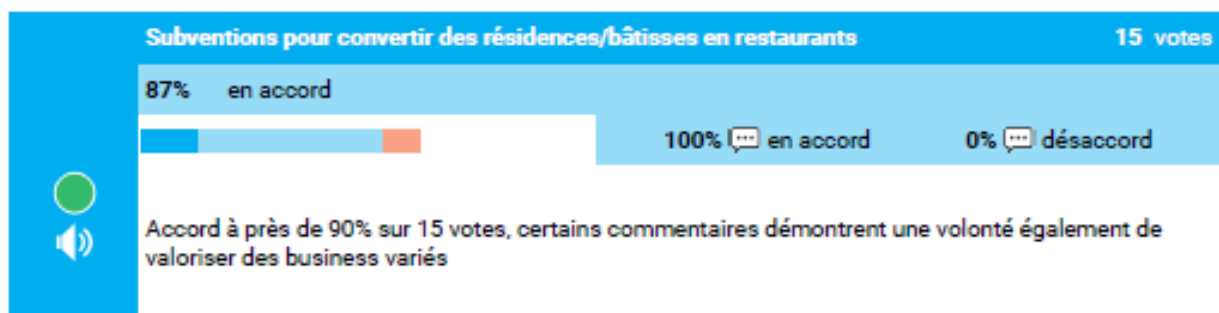 Subventions pour convertir des résidences/bâtisses en restaurants 15 votes
87% en accord
100% en accord 0% désaccord
Accord à près de 90% sur 15 votes, certains commentaires démontrent une volonté également de
valoriser des business variés